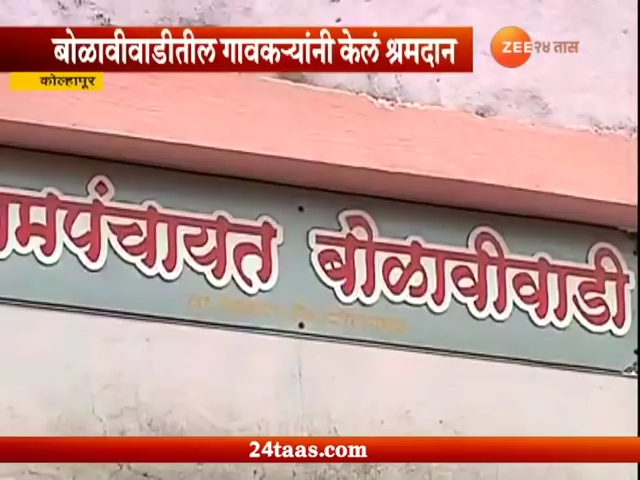 बोळावीवाडीतील गावकऱ्यांनी केलं श्रमदान
ZEE २४ तास
कोल्हापूर
मपंचायत बोळावीवाडी
24taas.com